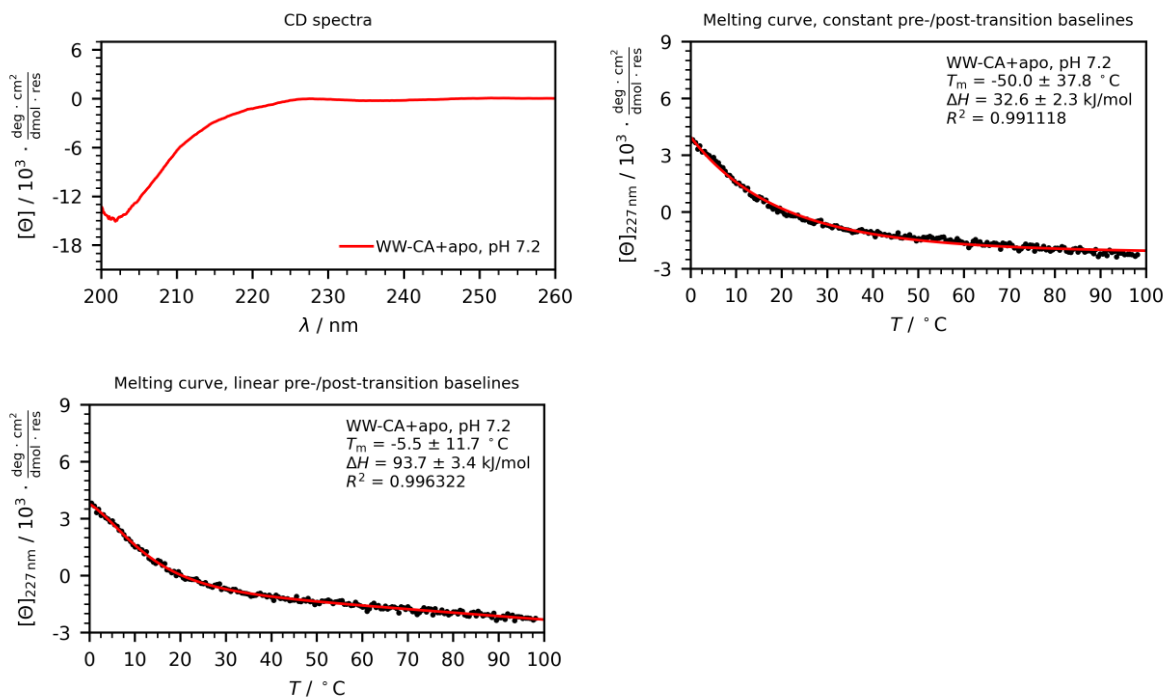 CD spectra
6
0
-6
-12
-18
[Θ] / 10³ · deg · cm² / dmol · res
WW-CA+apo, pH 7.2
200 210 220 230 240 250 260
λ / nm
Melting curve, constant pre-/post-transition baselines
9
6
3
0
-3
[Θ]227 nm / 10³ · deg · cm² / dmol · res
WW-CA+apo, pH 7.2
Tm = -50.0 ± 37.8 °C
ΔH = 32.6 ± 2.3 kJ/mol
R² = 0.991118
0 10 20 30 40 50 60 70 80 90 100
T / °C
Melting curve, linear pre-/post-transition baselines
9
6
3
0
-3
[Θ]227 nm / 10³ · deg · cm² / dmol · res
WW-CA+apo, pH 7.2
Tm = -5.5 ± 11.7 °C
ΔH = 93.7 ± 3.4 kJ/mol
R² = 0.996322
0 10 20 30 40 50 60 70 80 90 100
T / °C